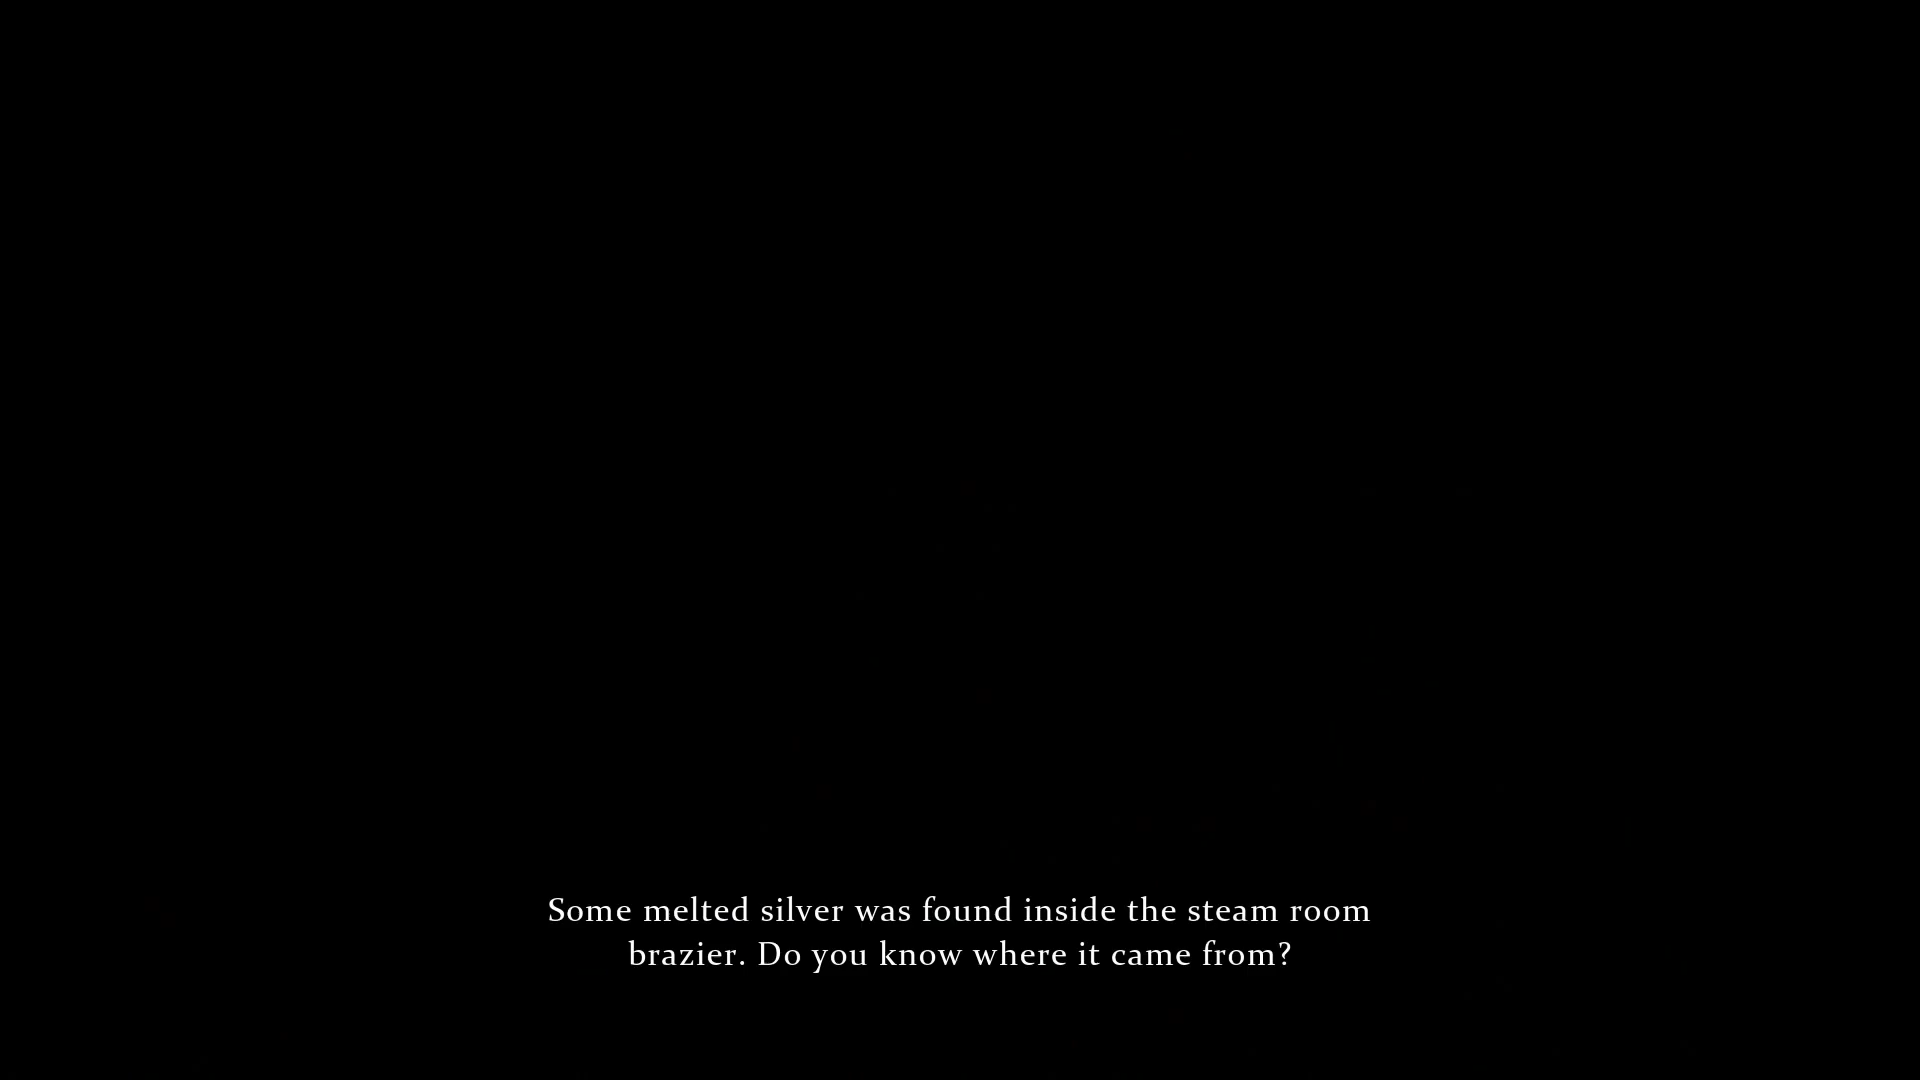 Some melted silver was found inside the steam room
brazier. Do you know where it came from?